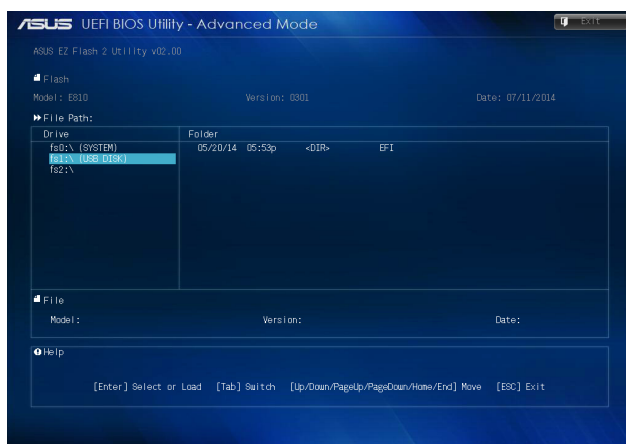 ASUS UEFI BIOS Utility - Advanced Mode Exit
ASUS EZ Flash 2 Utility v02.00
Flash
Model: E810 Version: 0301 Date: 07/11/2014
File Path:
Drive Folder
fs0:\ (SYSTEM) 05/20/14 05:53p <DIR> EFI
fs1:\ (USB DISK)
fs2:\
File
Model: Version: Date:
Help
[Enter] Select or Load [Tab] Switch [Up/Down/PageUp/PageDown/Home/End] Move [ESC] Exit